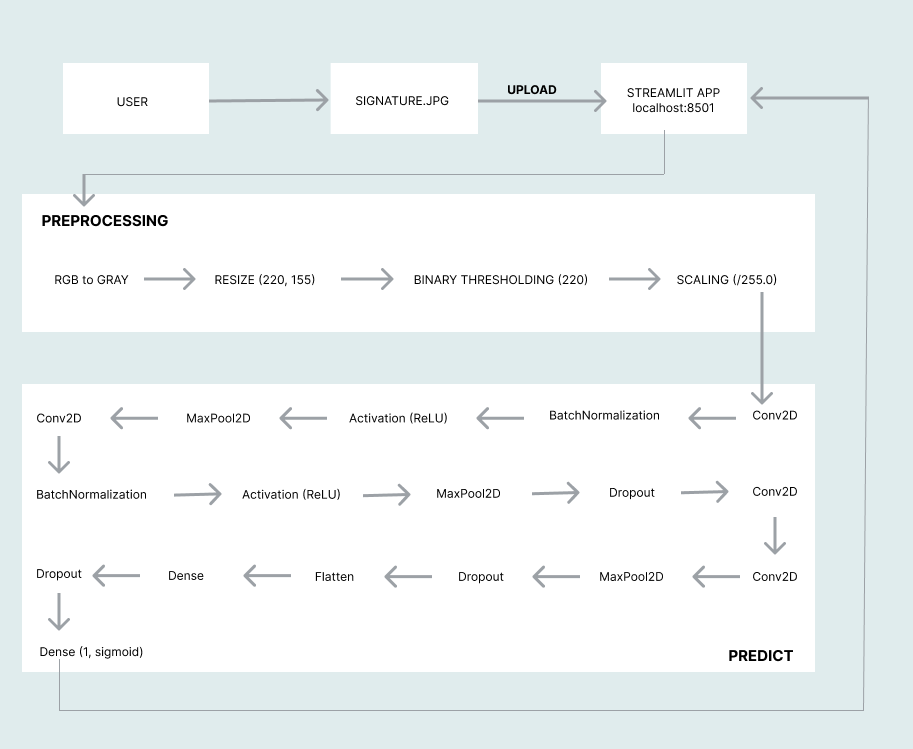 USER
SIGNATURE.JPG
UPLOAD
STREAMLIT APP
localhost:8501
PREPROCESSING
RGB to GRAY
RESIZE (220, 155)
BINARY THRESHOLDING (220)
SCALING (/255.0)
Conv2D
BatchNormalization
Activation (ReLU)
MaxPool2D
Conv2D
BatchNormalization
Activation (ReLU)
MaxPool2D
Dropout
Conv2D
Conv2D
MaxPool2D
Dropout
Flatten
Dense
Dropout
Dense (1, sigmoid)
PREDICT